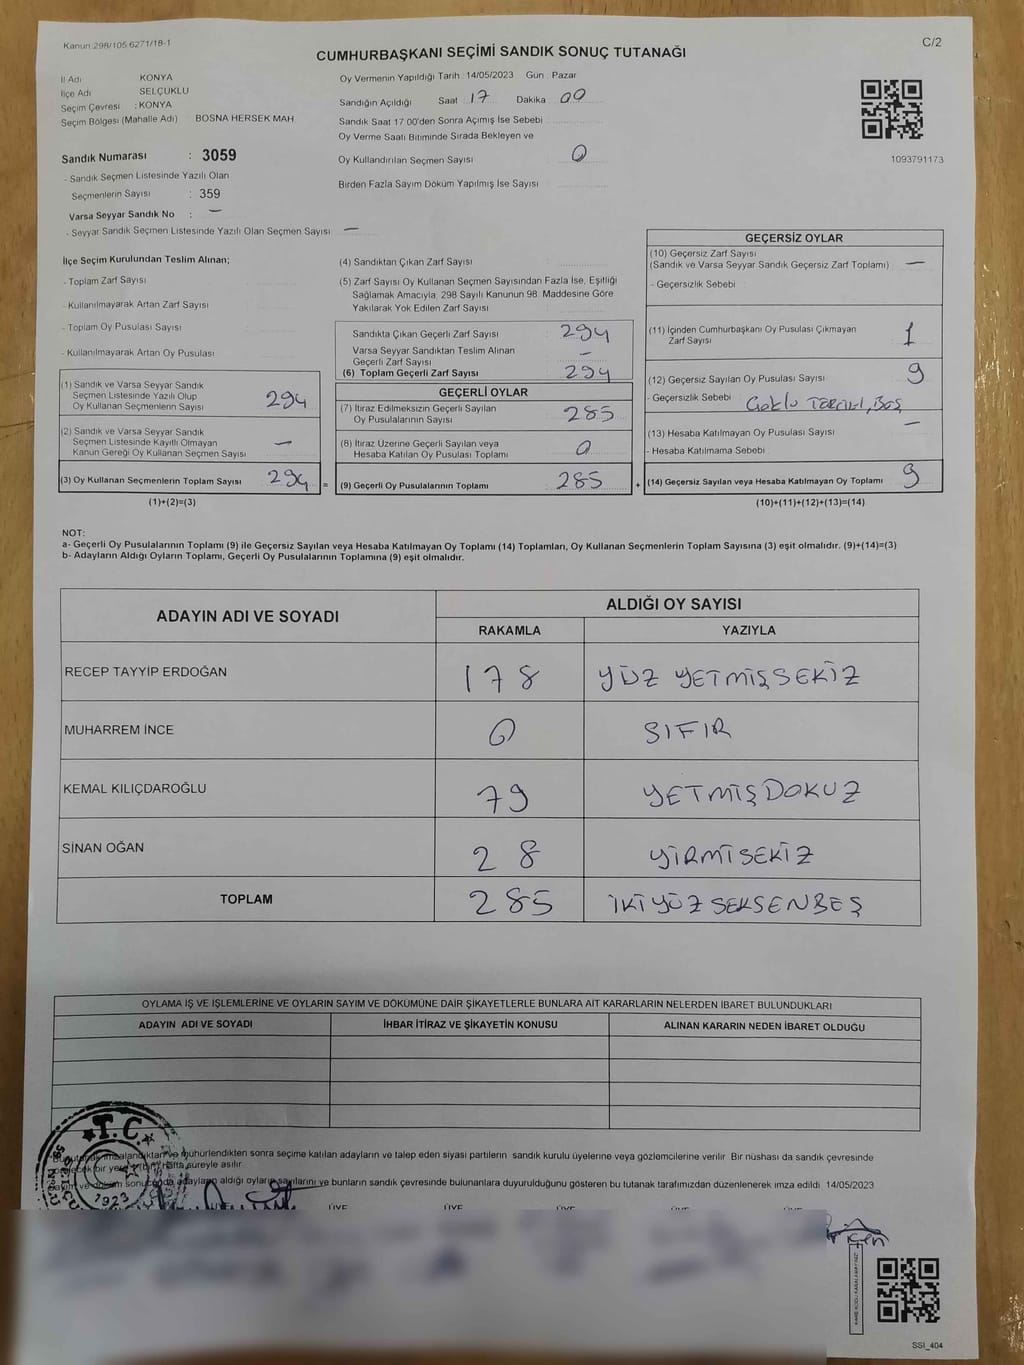 Kanun 298/105 6271/18-1
C/2
CUMHURBAŞKANI SEÇİMİ SANDIK SONUÇ TUTANAĞI
İl Adı KONYA
İlçe Adı SELÇUKLU
Seçim Çevresi : KONYA
Seçim Bölgesi (Mahalle Adı) BOSNA HERSEK MAH
Sandık Numarası : 3059
- Sandık Seçmen Listesinde Yazılı Olan
Seçmenlerin Sayısı : 359
Varsa Seyyar Sandık No : —
- Seyyar Sandık Seçmen Listesinde Yazılı Olan Seçmen Sayısı —
Oy Vermenin Yapıldığı Tarih : 14/05/2023 Gün : Pazar
Sandığın Açıldığı Saat : 17 Dakika : 00
Sandık Saat 17 00'den Sonra Açımış İse Sebebi
Oy Verme Saati Bitiminde Sırada Bekleyen ve
Oy Kullandırılan Seçmen Sayısı : 0
Birden Fazla Sayım Döküm Yapılmış İse Sayısı :
1093791173
İlçe Seçim Kurulundan Teslim Alınan;
- Toplam Zarf Sayısı
- Kullanılmayarak Artan Zarf Sayısı
- Toplam Oy Pusulası Sayısı
- Kullanılmayarak Artan Oy Pusulası
(1) Sandık ve Varsa Seyyar Sandık
Seçmen Listesinde Yazılı Olup
Oy Kullanan Seçmenlerin Sayısı 294
(2) Sandık ve Varsa Seyyar Sandık
Seçmen Listesinde Kayıtlı Olmayan
Kanun Gereği Oy Kullanan Seçmen Sayısı —
(3) Oy Kullanan Seçmenlerin Toplam Sayısı 294 =
(1)+(2)=(3)
(4) Sandıktan Çıkan Zarf Sayısı :
(5) Zarf Sayısı Oy Kullanan Seçmen Sayısından Fazla İse, Eşitliği
Sağlamak Amacıyla, 298 Sayılı Kanunun 98. Maddesine Göre
Yakılarak Yok Edilen Zarf Sayısı :
Sandıkta Çıkan Geçerli Zarf Sayısı : 294
Varsa Seyyar Sandıktan Teslim Alınan
Geçerli Zarf Sayısı : —
(6) Toplam Geçerli Zarf Sayısı : 294
GEÇERLİ OYLAR
(7) İtiraz Edilmeksizin Geçerli Sayılan
Oy Pusulalarının Sayısı : 285
(8) İtiraz Üzerine Geçerli Sayılan veya
Hesaba Katılan Oy Pusulası Toplamı : 0
(9) Geçerli Oy Pusulalarının Toplamı : 285 +
GEÇERSİZ OYLAR
(10) Geçersiz Zarf Sayısı
(Sandık ve Varsa Seyyar Sandık Geçersiz Zarf Toplamı) : —
- Geçersizlik Sebebi :
(11) İçinden Cumhurbaşkanı Oy Pusulası Çıkmayan
Zarf Sayısı : 1
(12) Geçersiz Sayılan Oy Pusulası Sayısı : 9
- Geçersizlik Sebebi : Çoklu TERCİHİ, BOŞ
(13) Hesaba Katılmayan Oy Pusulası Sayısı : —
- Hesaba Katılmama Sebebi :
(14) Geçersiz Sayılan veya Hesaba Katılmayan Oy Toplamı : 9
(10)+(11)+(12)+(13)=(14)
NOT:
a- Geçerli Oy Pusulalarının Toplamı (9) ile Geçersiz Sayılan veya Hesaba Katılmayan Oy Toplamı (14) Toplamları, Oy Kullanan Seçmenlerin Toplam Sayısına (3) eşit olmalıdır. (9)+(14)=(3)
b- Adayların Aldığı Oyların Toplamı, Geçerli Oy Pusulalarının Toplamına (9) eşit olmalıdır.
ADAYIN ADI VE SOYADI ALDIĞI OY SAYISI
RAKAMLA YAZIYLA
RECEP TAYYİP ERDOĞAN 178 YÜZ YETMİŞSEKİZ
MUHARREM İNCE 0 SIFIR
KEMAL KILIÇDAROĞLU 79 YETMİŞDOKUZ
SİNAN OĞAN 28 YİRMİSEKİZ
TOPLAM 285 İKİYÜZ SEKSENBEŞ
OYLAMA İŞ VE İŞLEMLERİNE VE OYLARIN SAYIM VE DÖKÜMÜNE DAİR ŞİKAYETLERLE BUNLARA AİT KARARLARIN NELERDEN İBARET BULUNDUKLARI
ADAYIN ADI VE SOYADI İHBAR İTİRAZ VE ŞİKAYETİN KONUSU ALINAN KARARIN NEDEN İBARET OLDUĞU
T.C.
1923
mühürlendikten sonra seçime katılan adayların ve talep eden siyasi partilerin sandık kurulu üyelerine veya gözlemcilerine verilir. Bir nüshası da sandık çevresinde
bir yere (bir) hafta süreyle asılır.
adayların aldığı oyların sayılarını ve bunların sandık çevresinde bulunanlara duyurulduğunu gösteren bu tutanak tarafımızdan düzenlenerek imza edildi. 14/05/2023
ÜYE ÜYE ÜYE ÜYE ÜYE ÜYE
SSI_404